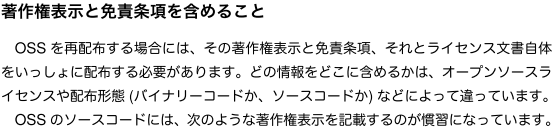 著作権表示と免責条項を含めること
OSS を再配布する場合には、その著作権表示と免責条項、それとライセンス文書自体
をいっしょに配布する必要があります。どの情報をどこに含めるかは、オープンソースラ
イセンスや配布形態 (バイナリーコードか、ソースコードか) などによって違っています。
OSS のソースコードには、次のような著作権表示を記載するのが慣習になっています。